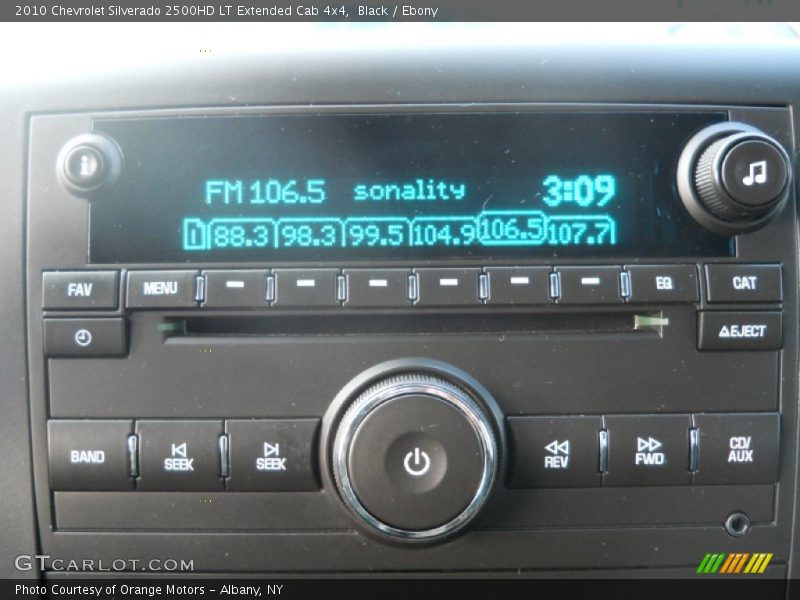 2010 Chevrolet Silverado 2500HD LT Extended Cab 4x4, Black / Ebony
i
FM 106.5 sonality 3:09
1 88.3 98.3 99.5 104.9 106.5 107.7
FAV MENU EQ CAT
EJECT
BAND SEEK SEEK REV FWD CD/
AUX
GTCARLOT.COM
Photo Courtesy of Orange Motors - Albany, NY